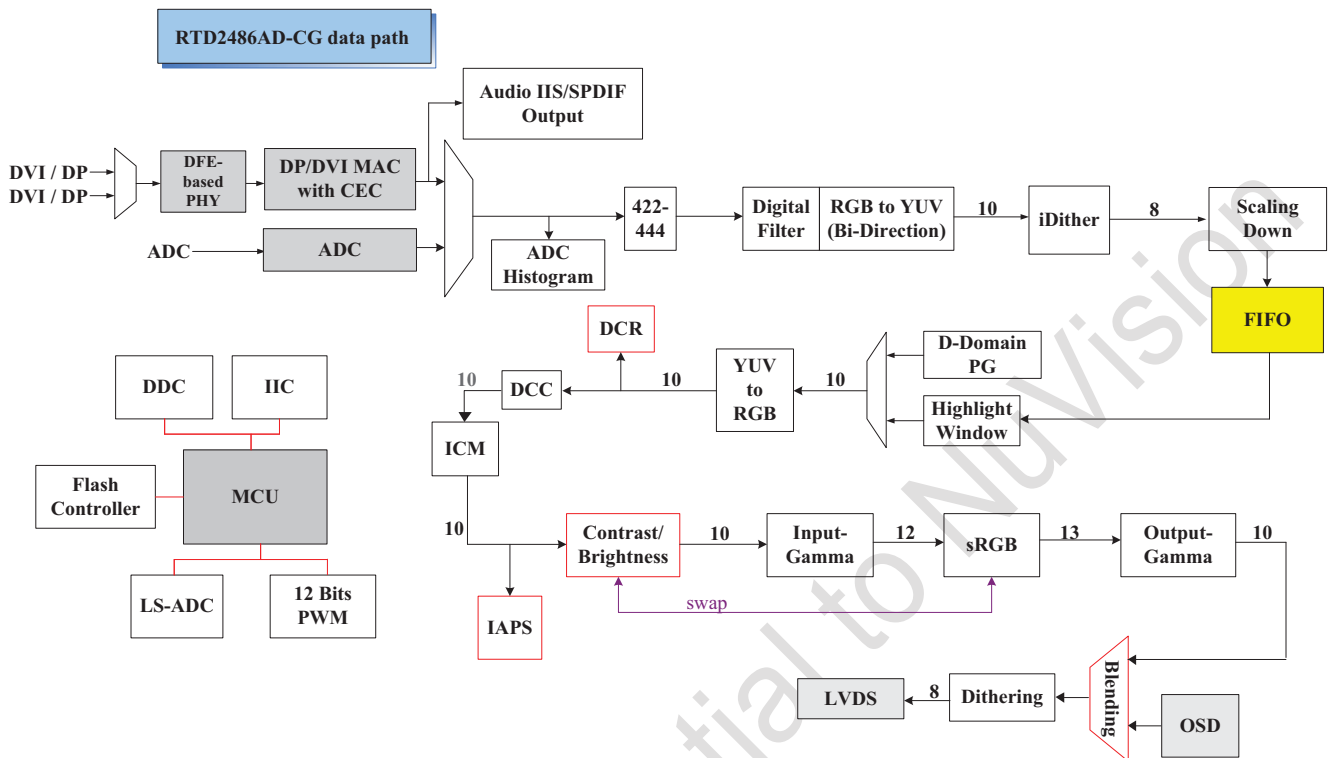 RTD2486AD-CG data path
Audio IIS/SPDIF
Output
DVI / DP
DVI / DP
DFE-
based
PHY
DP/DVI MAC
with CEC
ADC
ADC
ADC
Histogram
422-
444
Digital
Filter
RGB to YUV
(Bi-Direction)
10
iDither
8
Scaling
Down
FIFO
DCR
D-Domain
PG
Highlight
Window
10
YUV
to
RGB
10
DCC
10
ICM
DDC
IIC
MCU
Flash
Controller
LS-ADC
12 Bits
PWM
10
IAPS
Contrast/
Brightness
10
Input-
Gamma
12
sRGB
13
Output-
Gamma
10
swap
Blending
OSD
Dithering
8
LVDS
tial to NuVision